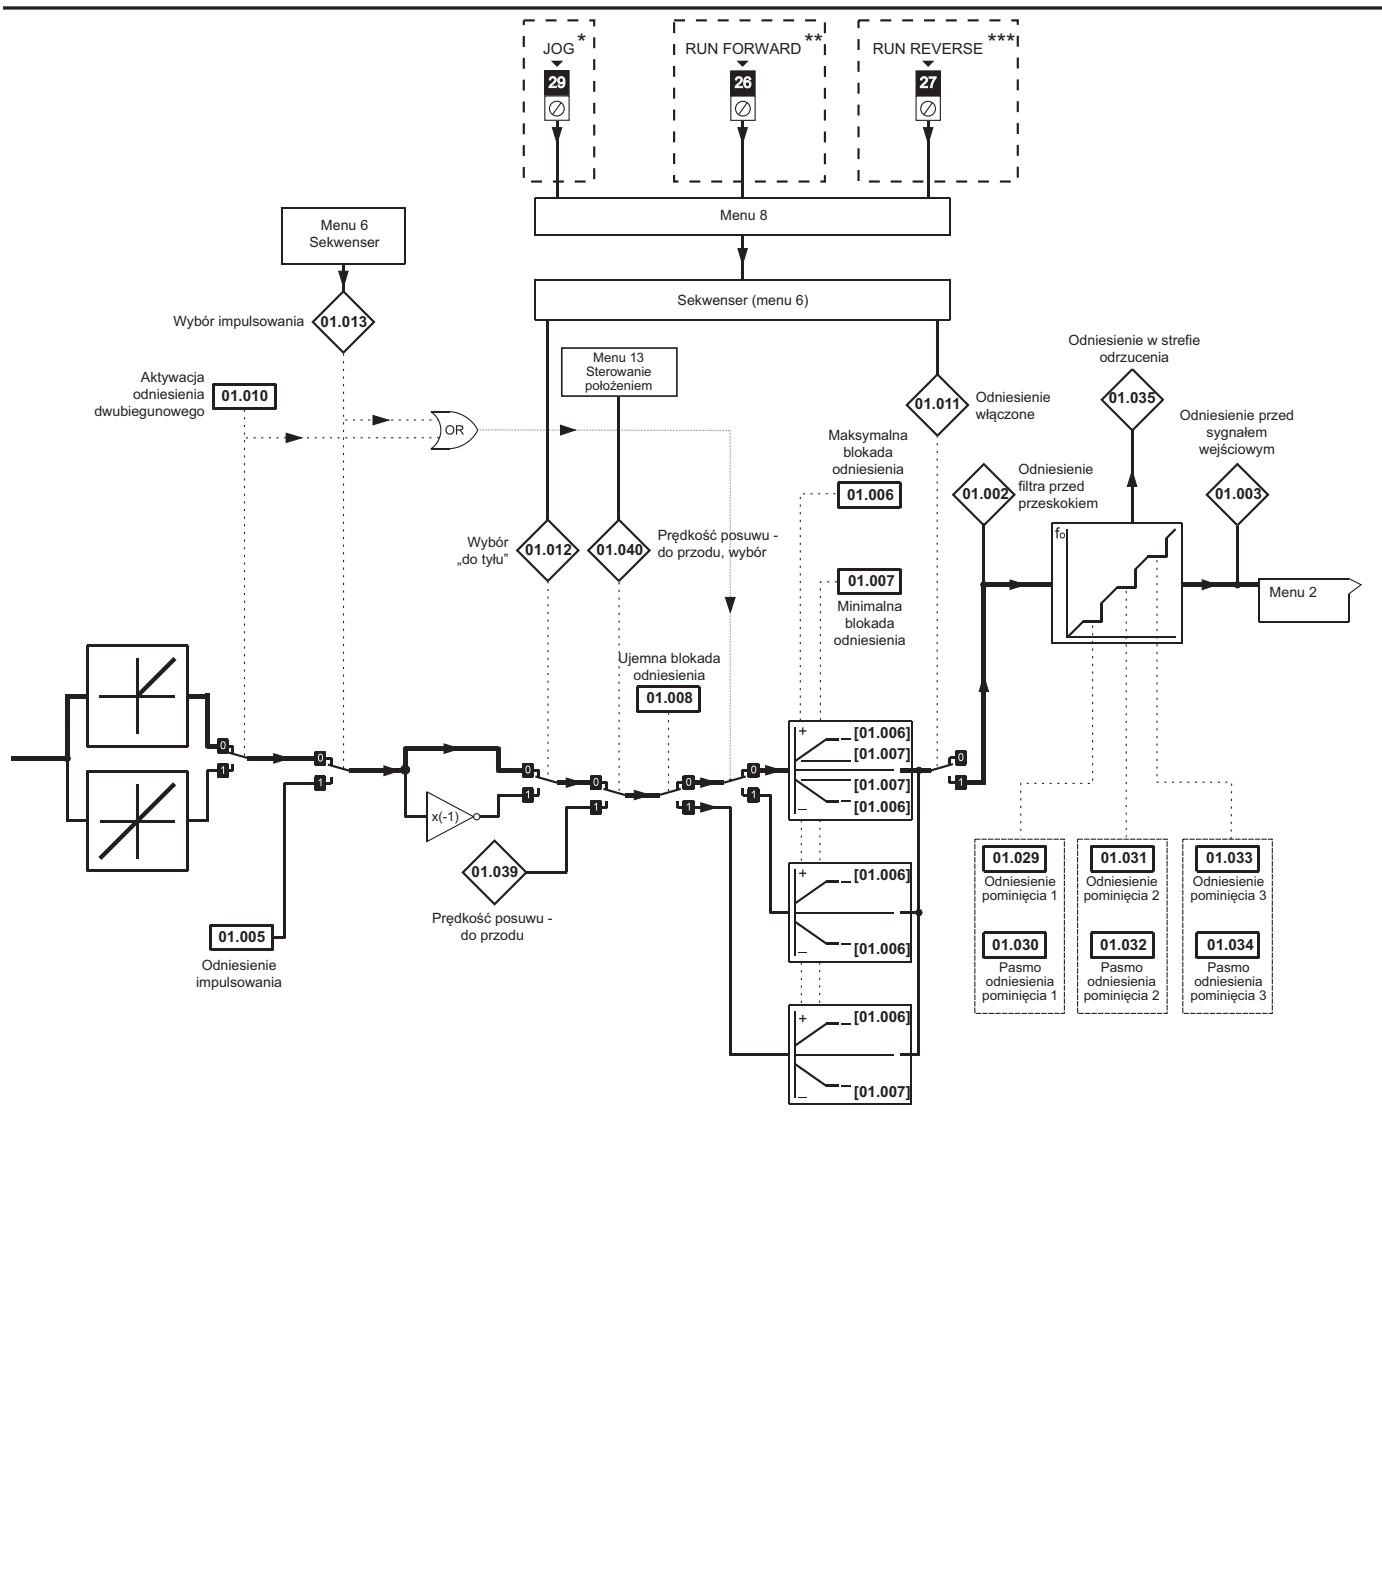 JOG *
RUN FORWARD **
RUN REVERSE ***
29
26
27
Menu 8
Menu 6
Sekwenser
Sekwenser (menu 6)
Wybór impulsowania
01.013
Menu 13
Sterowanie
położeniem
Odniesienie w strefie
odrzucenia
01.035
Aktywacja
odniesienia
dwubiegunowego
01.010
01.011
Odniesienie
włączone
Odniesienie przed
sygnałem
wejściowym
01.003
OR
Maksymalna
blokada
odniesienia
01.006
01.002
Odniesienie
filtra przed
przeskokiem
Wybór
„do tyłu”
01.012
01.040
Prędkość posuwu -
do przodu, wybór
fo
01.007
Minimalna
blokada
odniesienia
Menu 2
Ujemna blokada
odniesienia
01.008
0
1
0
1
0
1
0
1
0
1
0
1
0
1
x(-1)
+
[01.006]
[01.007]
[01.007]
[01.006]
_
01.039
Prędkość posuwu -
do przodu
01.005
Odniesienie
impulsowania
+
[01.006]
[01.006]
_
+
[01.006]
[01.007]
_
01.029
Odniesienie
pominięcia 1
01.030
Pasmo
odniesienia
pominięcia 1
01.031
Odniesienie
pominięcia 2
01.032
Pasmo
odniesienia
pominięcia 2
01.033
Odniesienie
pominięcia 3
01.034
Pasmo
odniesienia
pominięcia 3